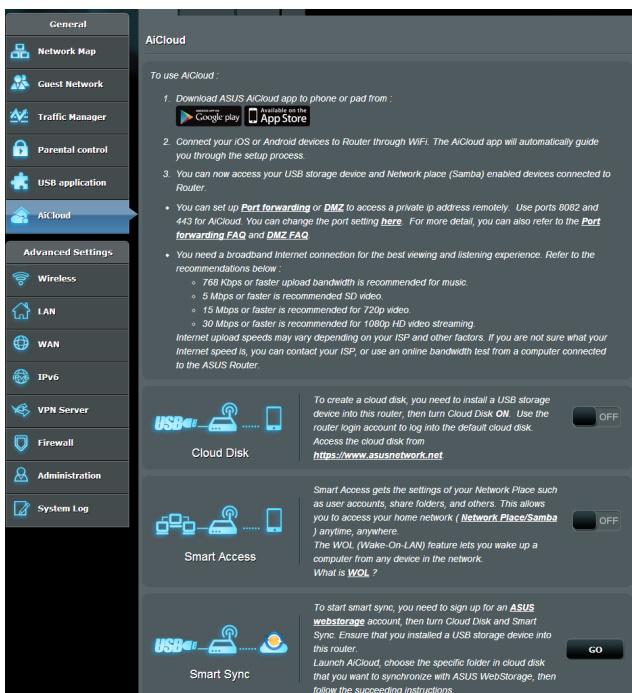 General
Network Map
Guest Network
Traffic Manager
Parental control
USB application
AiCloud
Advanced Settings
Wireless
LAN
WAN
IPv6
VPN Server
Firewall
Administration
System Log
AiCloud
To use AiCloud :
1. Download ASUS AiCloud app to phone or pad from :
ANDROID APP ON
Google play
Available on the
App Store
2. Connect your iOS or Android devices to Router through WiFi. The AiCloud app will automatically guide
you through the setup process.
3. You can now access your USB storage device and Network place (Samba) enabled devices connected to
Router.
• You can set up Port forwarding or DMZ to access a private ip address remotely. Use ports 8082 and
443 for AiCloud. You can change the port setting here. For more detail, you can also refer to the Port
forwarding FAQ and DMZ FAQ.
• You need a broadband Internet connection for the best viewing and listening experience. Refer to the
recommendations below :
○ 768 Kbps or faster upload bandwidth is recommended for music.
○ 5 Mbps or faster is recommended SD video.
○ 15 Mbps or faster is recommended for 720p video.
○ 30 Mbps or faster is recommended for 1080p HD video streaming.
Internet upload speeds may vary depending on your ISP and other factors. If you are not sure what your
Internet speed is, you can contact your ISP, or use an online bandwidth test from a computer connected
to the ASUS Router.
USB
Cloud Disk
To create a cloud disk, you need to install a USB storage
device into this router, then turn Cloud Disk ON. Use the
router login account to log into the default cloud disk.
Access the cloud disk from
https://www.asusnetwork.net.
OFF
Smart Access
Smart Access gets the settings of your Network Place such
as user accounts, share folders, and others. This allows
you to access your home network ( Network Place/Samba
) anytime, anywhere.
The WOL (Wake-On-LAN) feature lets you wake up a
computer from any device in the network.
What is WOL ?
OFF
USB
Smart Sync
To start smart sync, you need to sign up for an ASUS
webstorage account, then turn Cloud Disk and Smart
Sync. Ensure that you installed a USB storage device into
this router.
Launch AiCloud, choose the specific folder in cloud disk
that you want to synchronize with ASUS WebStorage, then
follow the succeeding instructions.
GO